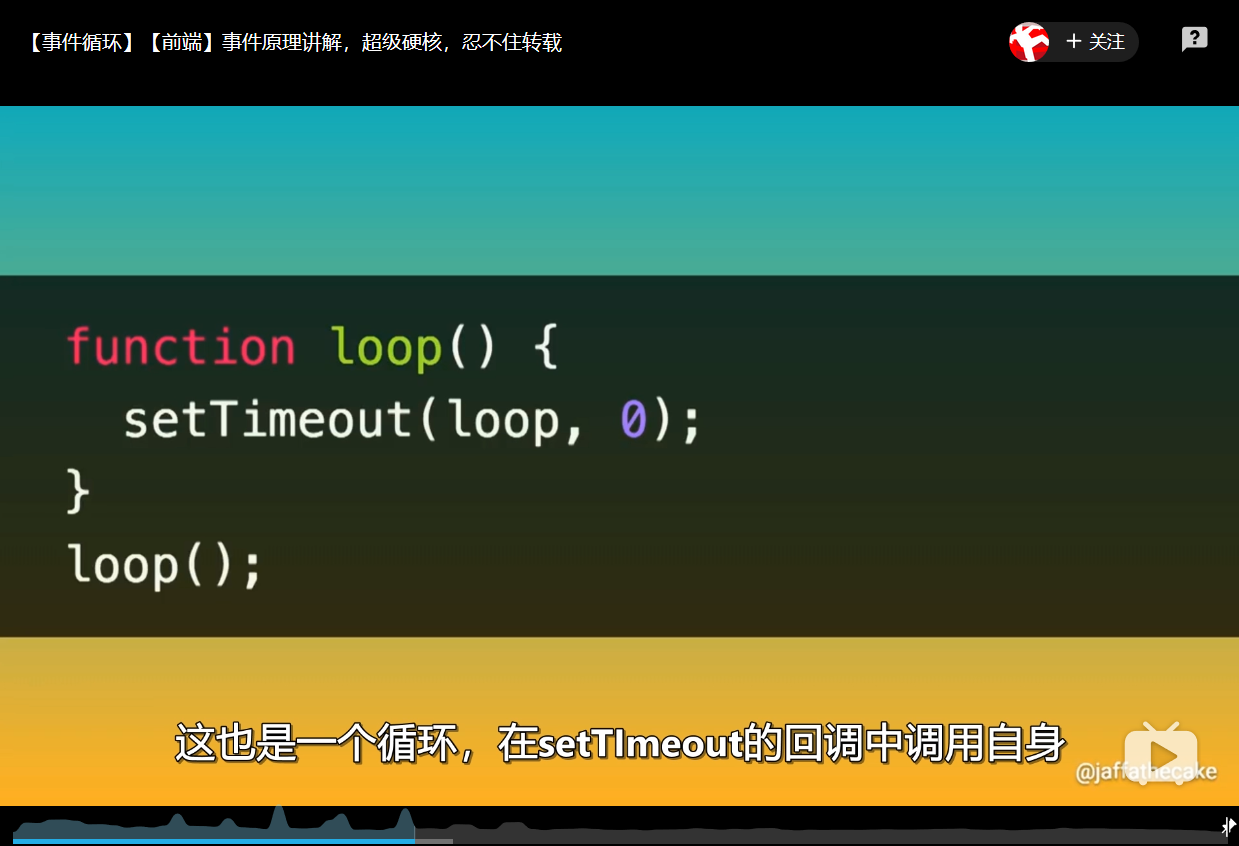 【事件循环】【前端】事件原理讲解，超级硬核，忍不住转载
+ 关注
?
function loop() {
  setTimeout(loop, 0);
}
loop();
这也是一个循环，在setTImeout的回调中调用自身
@jaffathecake